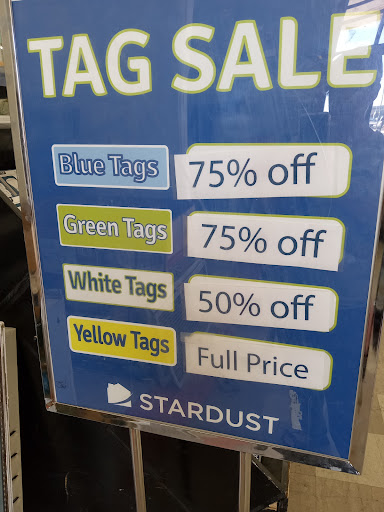 TAG SALE
Blue Tags 75% off
Green Tags 75% off
White Tags 50% off
Yellow Tags Full Price
STARDUST